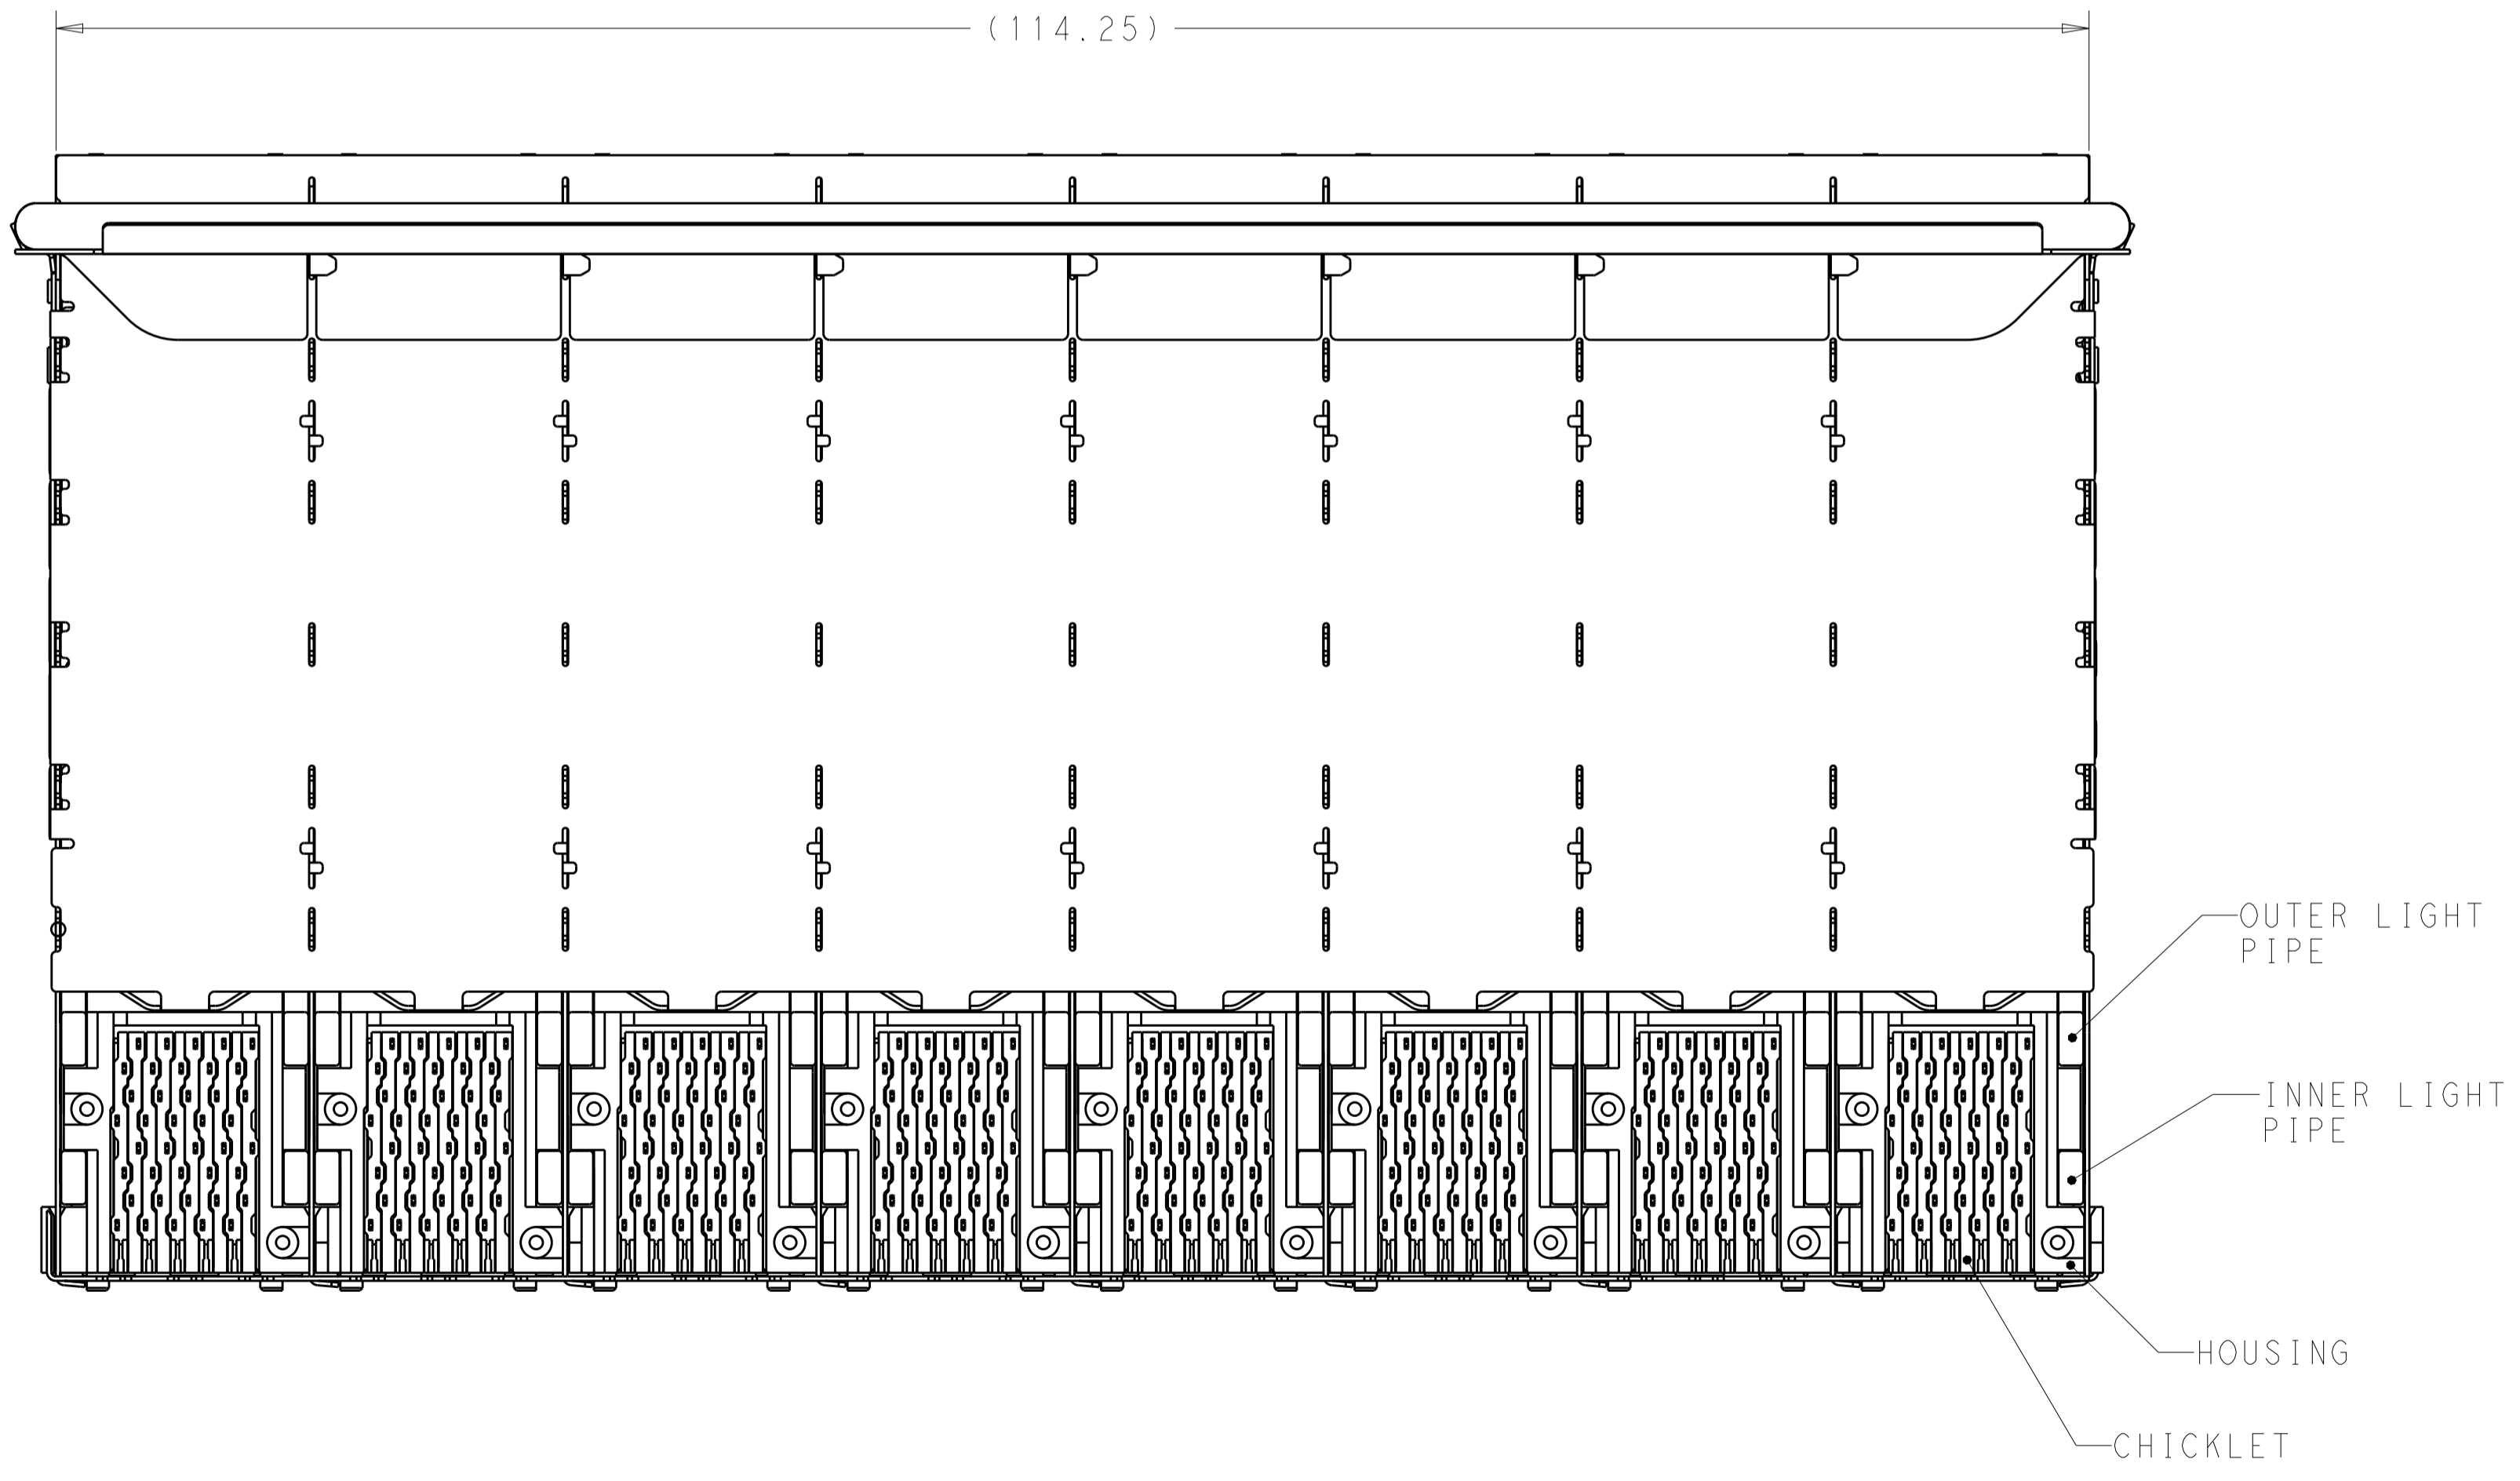 (114.25)
OUTER LIGHT
PIPE
INNER LIGHT
PIPE
HOUSING
CHICKLET